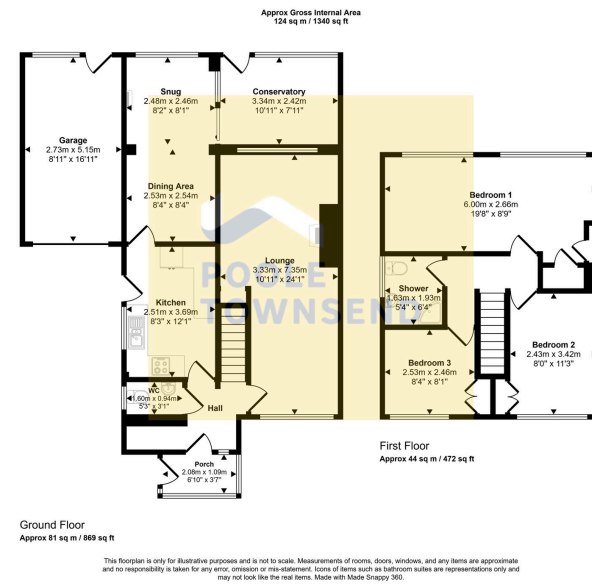 Approx Gross Internal Area
124 sq m / 1340 sq ft
Snug
2.48m x 2.46m
8'2" x 8'1"
Conservatory
3.34m x 2.42m
10'11" x 7'11"
Garage
2.73m x 5.15m
8'11" x 16'11"
Dining Area
2.53m x 2.54m
8'4" x 8'4"
Bedroom 1
6.00m x 2.66m
19'8" x 8'9"
Lounge
3.33m x 7.35m
10'11" x 24'1"
POOLE
TOWNSEND
Shower
1.63m x 1.93m
5'4" x 6'4"
Kitchen
2.51m x 3.69m
8'3" x 12'1"
Bedroom 2
2.43m x 3.42m
8'0" x 11'3"
Bedroom 3
2.53m x 2.46m
8'4" x 8'1"
WC
1.60m x 0.94m
5'3" x 3'1"
Hall
Porch
2.08m x 1.09m
6'10" x 3'7"
First Floor
Approx 44 sq m / 472 sq ft
Ground Floor
Approx 81 sq m / 869 sq ft
This floorplan is only for illustrative purposes and is not to scale. Measurements of rooms, doors, windows, and any items are approximate
and no responsibility is taken for any error, omission or mis-statement. Icons of items such as bathroom suites are representations only and
may not look like the real items. Made with Made Snappy 360.